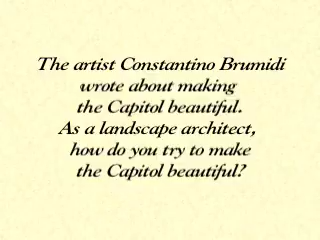 The artist Constantino Brumidi
wrote about making
the Capitol beautiful.
As a landscape architect,
how do you try to make
the Capitol beautiful?